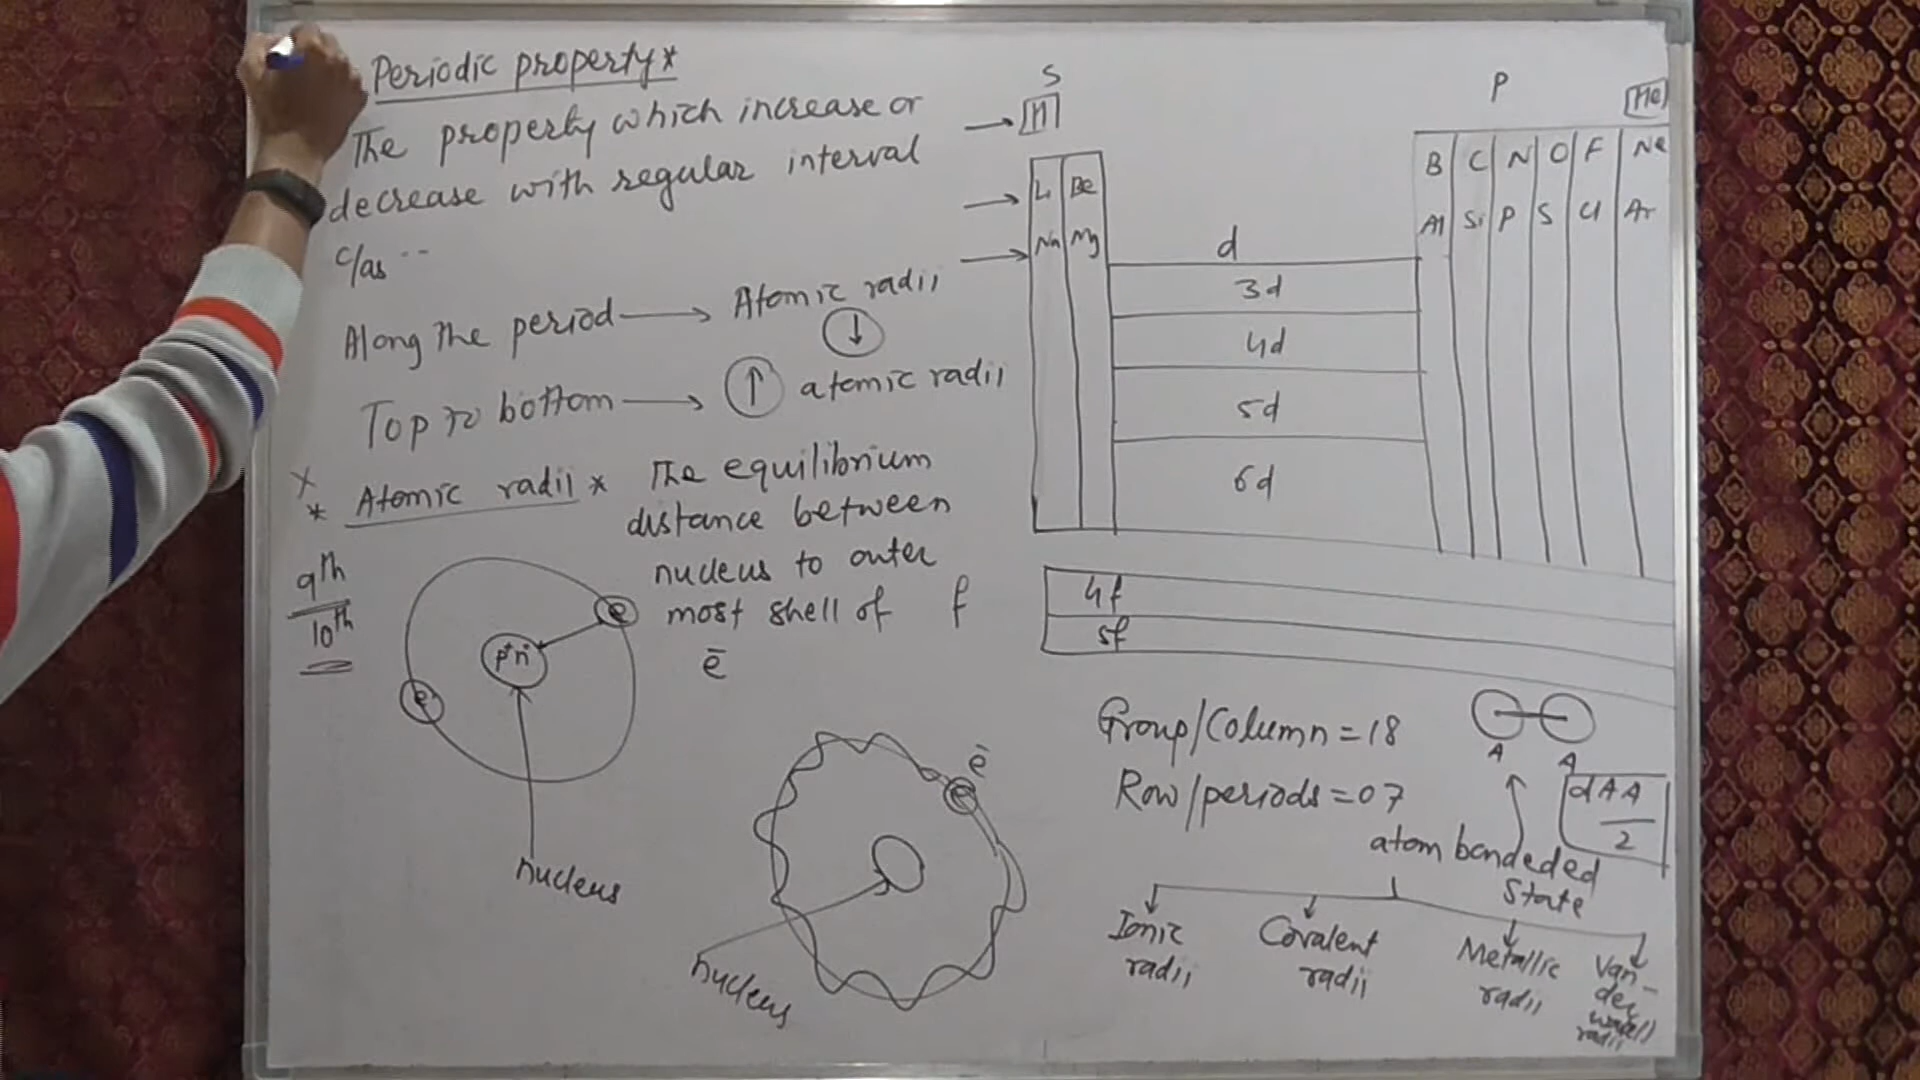 Periodic property*
The property which increase or
decrease with regular interval
c/as --
Along the period → Atomic radii
↓
Top to bottom → ↑ atomic radii
X
* Atomic radii * The equilibrium
distance between
nucleus to outer
most shell of
ē
9th
10th
e
p+n
e
nucleus
ē
e
nucleus
S
P
→ H
He
→ Li Be
B C N O F Ne
→ Na Mg
Al Si P S Cl Ar
d
3d
4d
5d
6d
f
4f
5f
Group/Column = 18
Row/periods = 07
A A
dAA
2
atom bondeded
State
Ionic
radii
Covalent
radii
Metallic
radii
Van-
der
waall
radii